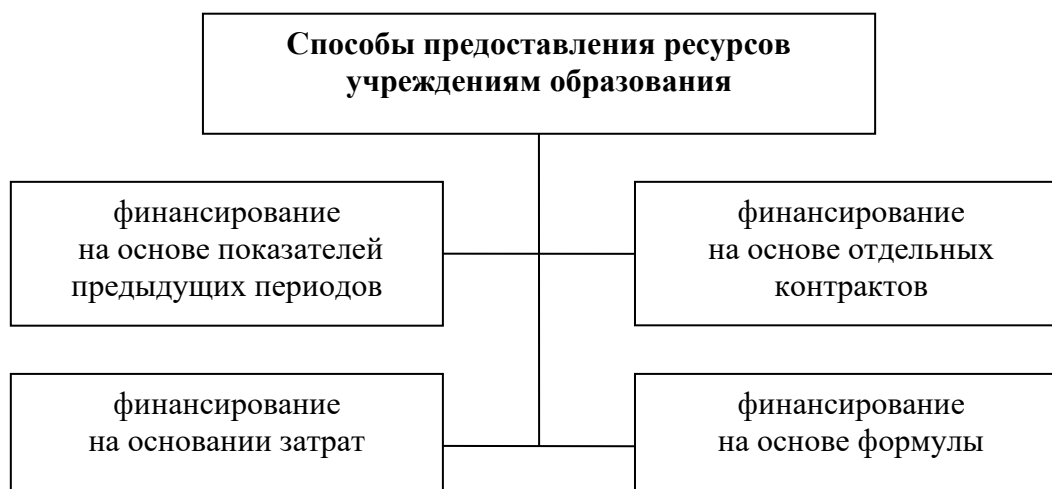 Способы предоставления ресурсов
учреждениям образования
финансирование
на основе показателей
предыдущих периодов
финансирование
на основе отдельных
контрактов
финансирование
на основании затрат
финансирование
на основе формулы